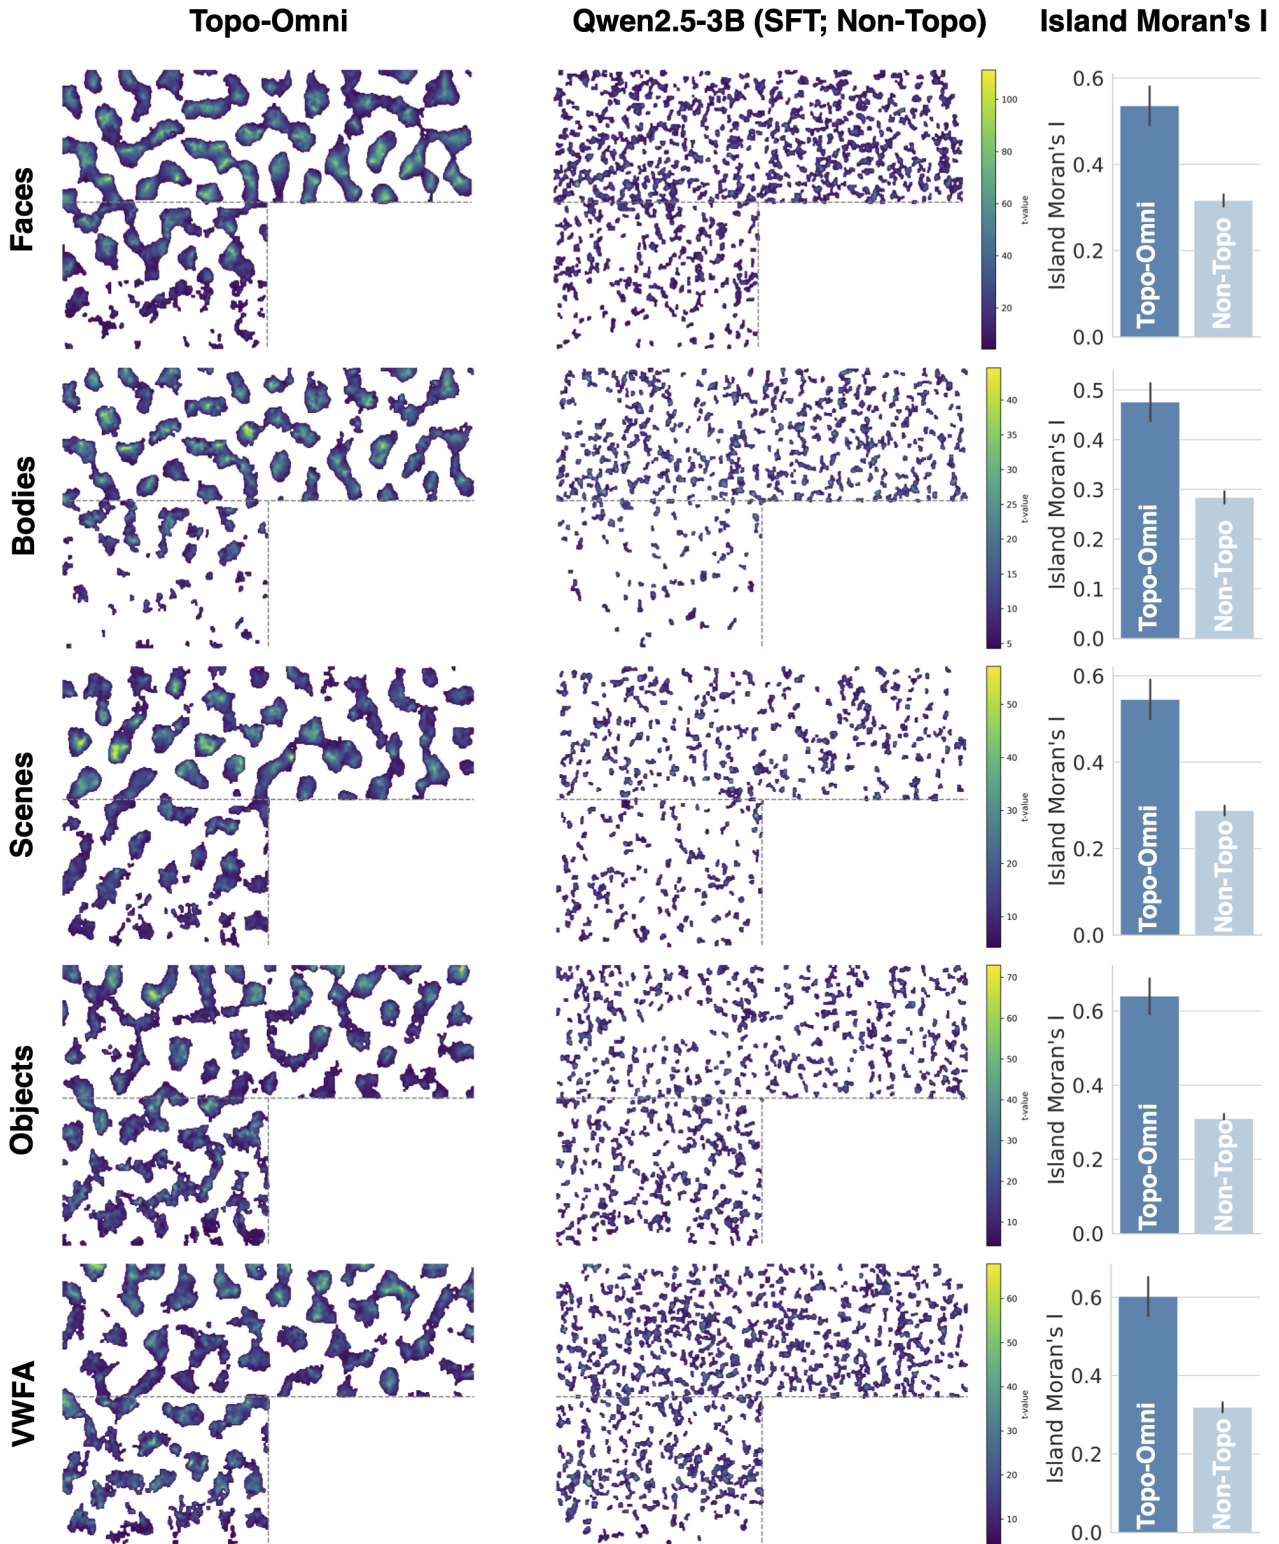 Topo-Omni
Qwen2.5-3B (SFT; Non-Topo)
Island Moran's I
Faces
100
80
60
40
20
t-value
Island Moran's I
0.6
0.4
0.2
0.0
Topo-Omni
Non-Topo
Bodies
40
35
30
25
20
15
10
5
t-value
Island Moran's I
0.5
0.4
0.3
0.2
0.1
0.0
Topo-Omni
Non-Topo
Scenes
50
40
30
20
10
t-value
Island Moran's I
0.6
0.4
0.2
0.0
Topo-Omni
Non-Topo
Objects
70
60
50
40
30
20
10
t-value
Island Moran's I
0.6
0.4
0.2
0.0
Topo-Omni
Non-Topo
VWFA
60
50
40
30
20
10
t-value
Island Moran's I
0.6
0.4
0.2
0.0
Topo-Omni
Non-Topo